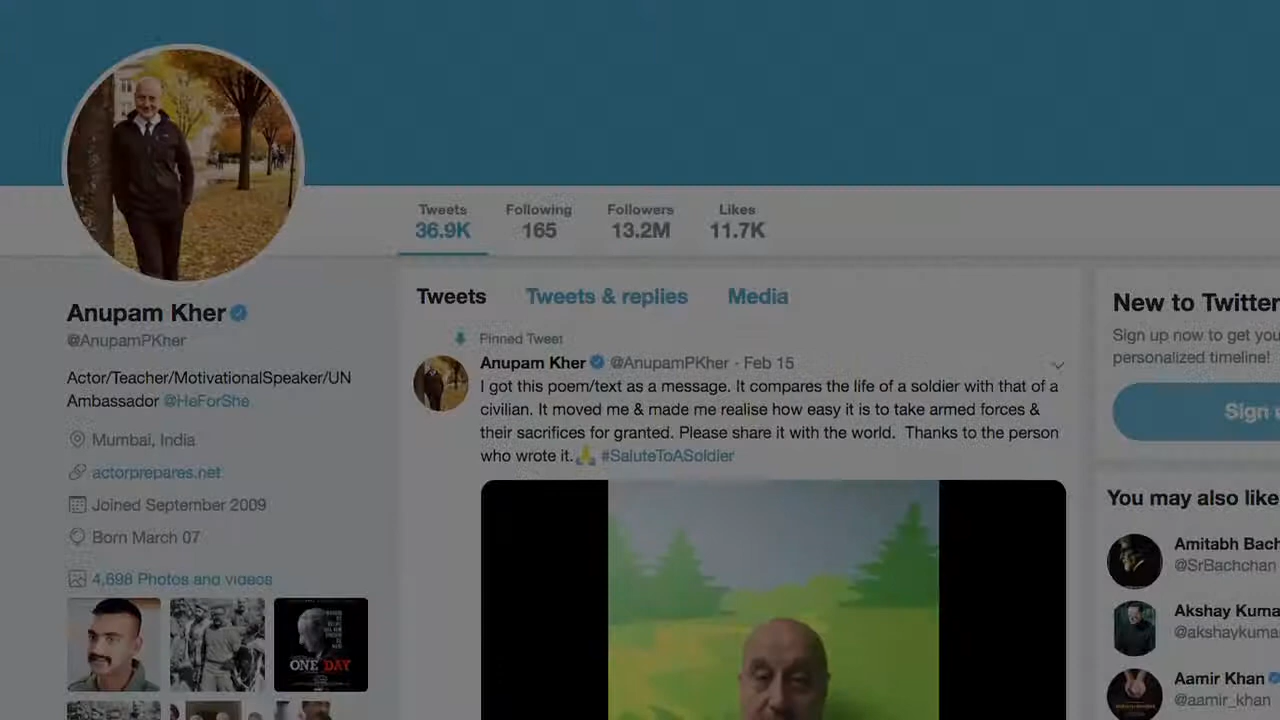 Tweets
36.9K
Following
165
Followers
13.2M
Likes
11.7K
Anupam Kher
@AnupamPKher
Actor/Teacher/MotivationalSpeaker/UN
Ambassador @HeForShe
Mumbai, India
actorprepares.net
Joined September 2009
Born March 07
4,698 Photos and videos
ONE DAY
Tweets Tweets & replies Media
Pinned Tweet
Anupam Kher @AnupamPKher · Feb 15
I got this poem/text as a message. It compares the life of a soldier with that of a
civilian. It moved me & made me realise how easy it is to take armed forces &
their sacrifices for granted. Please share it with the world. Thanks to the person
who wrote it.🙏 #SaluteToASoldier
New to Twitter
Sign up now to get you
personalized timeline!
Sign u
You may also like
Amitabh Bach
@SrBachchan
Akshay Kuma
@akshaykuma
Aamir Khan
@aamir_khan